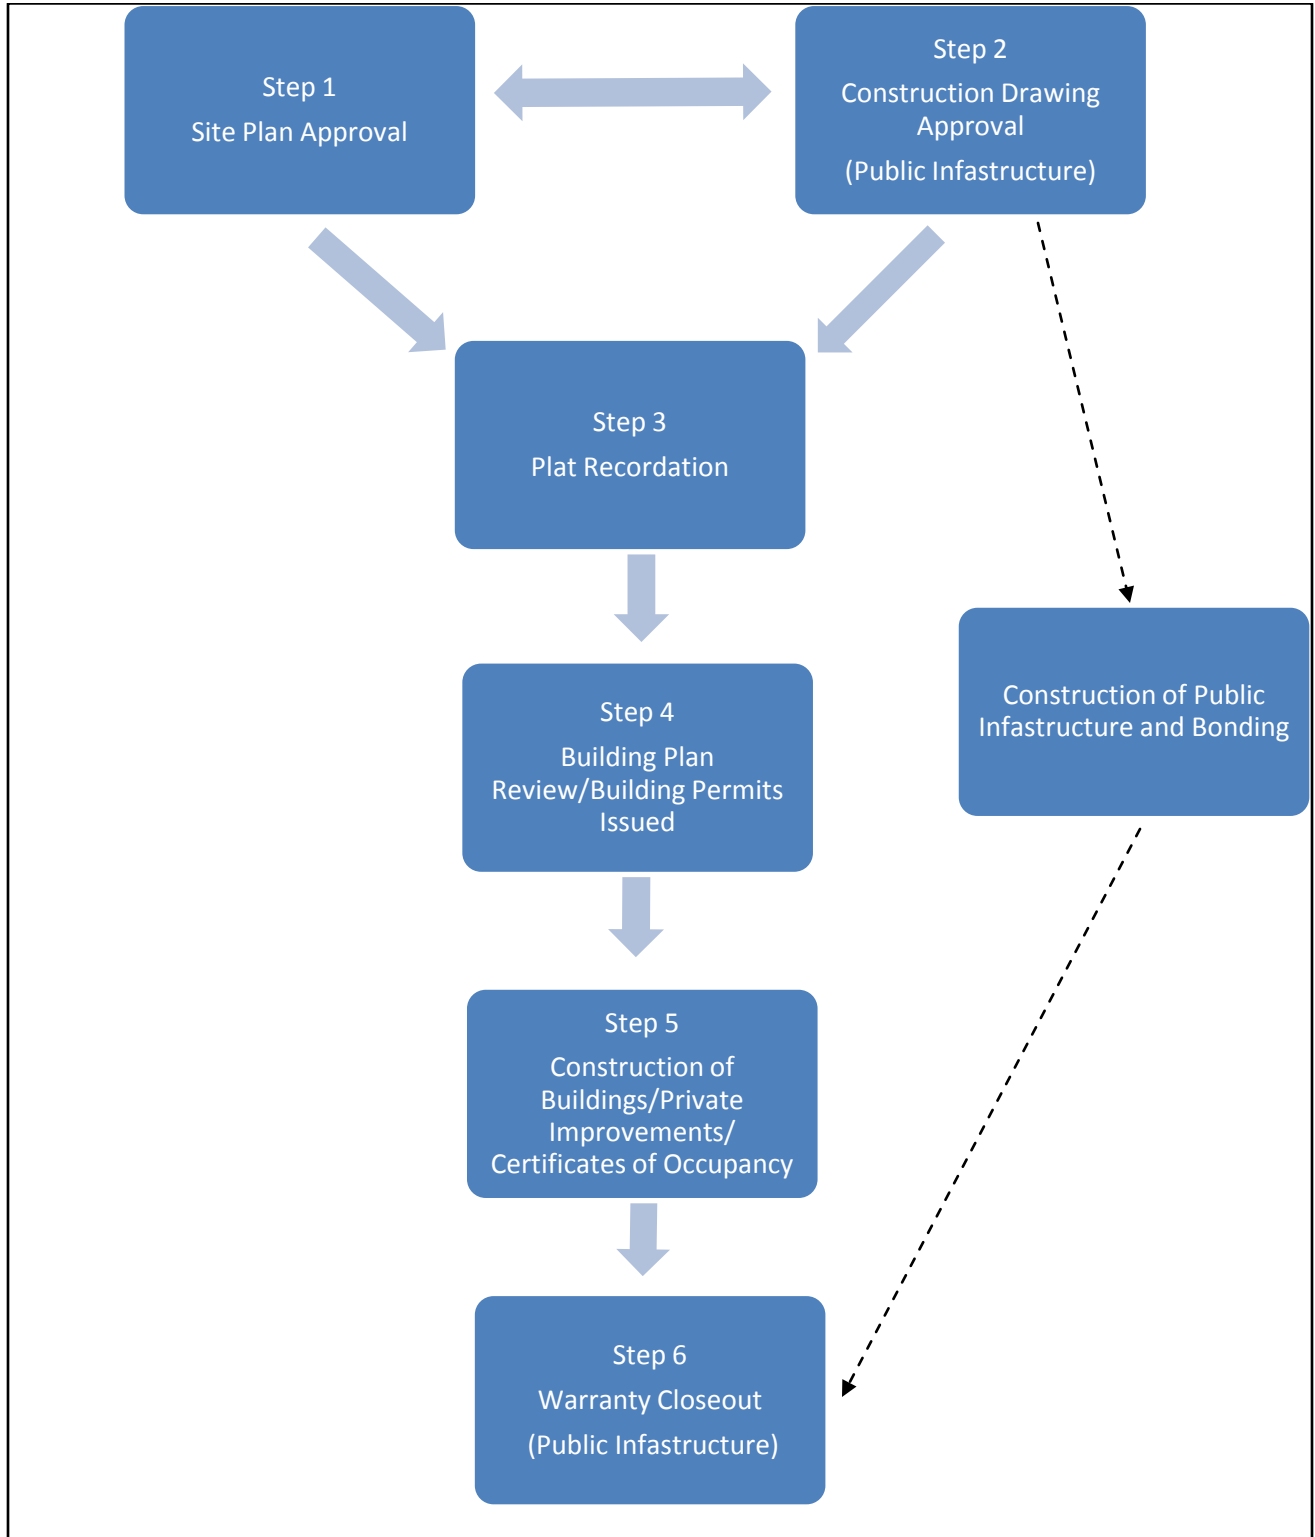 Step 1
Site Plan Approval
Step 2
Construction Drawing
Approval
(Public Infastructure)
Step 3
Plat Recordation
Step 4
Building Plan
Review/Building Permits
Issued
Construction of Public
Infastructure and Bonding
Step 5
Construction of
Buildings/Private
Improvements/
Certificates of Occupancy
Step 6
Warranty Closeout
(Public Infastructure)